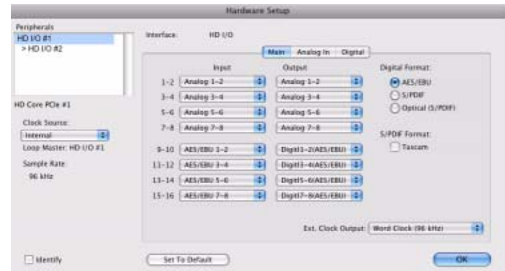 Hardware Setup
Peripherals
HD I/O #1
> HD I/O #2
HD Core PCIe #1
Clock Source:
Internal
Loop Master: HD I/O #1
Sample Rate:
96 kHz
Identify
Interface: HD I/O
Main Analog In Digital
Input Output
1-2 Analog 1-2 Analog 1-2
3-4 Analog 3-4 Analog 3-4
5-6 Analog 5-6 Analog 5-6
7-8 Analog 7-8 Analog 7-8
9-10 AES/EBU 1-2 Digitl1-2(AES/EBU)
11-12 AES/EBU 3-4 Digitl3-4(AES/EBU)
13-14 AES/EBU 5-6 Digitl5-6(AES/EBU)
15-16 AES/EBU 7-8 Digitl7-8(AES/EBU)
Digital Format:
AES/EBU
S/PDIF
Optical (S/PDIF)
S/PDIF Format:
Tascam
Ext. Clock Output: Word Clock (96 kHz)
Set To Default
OK